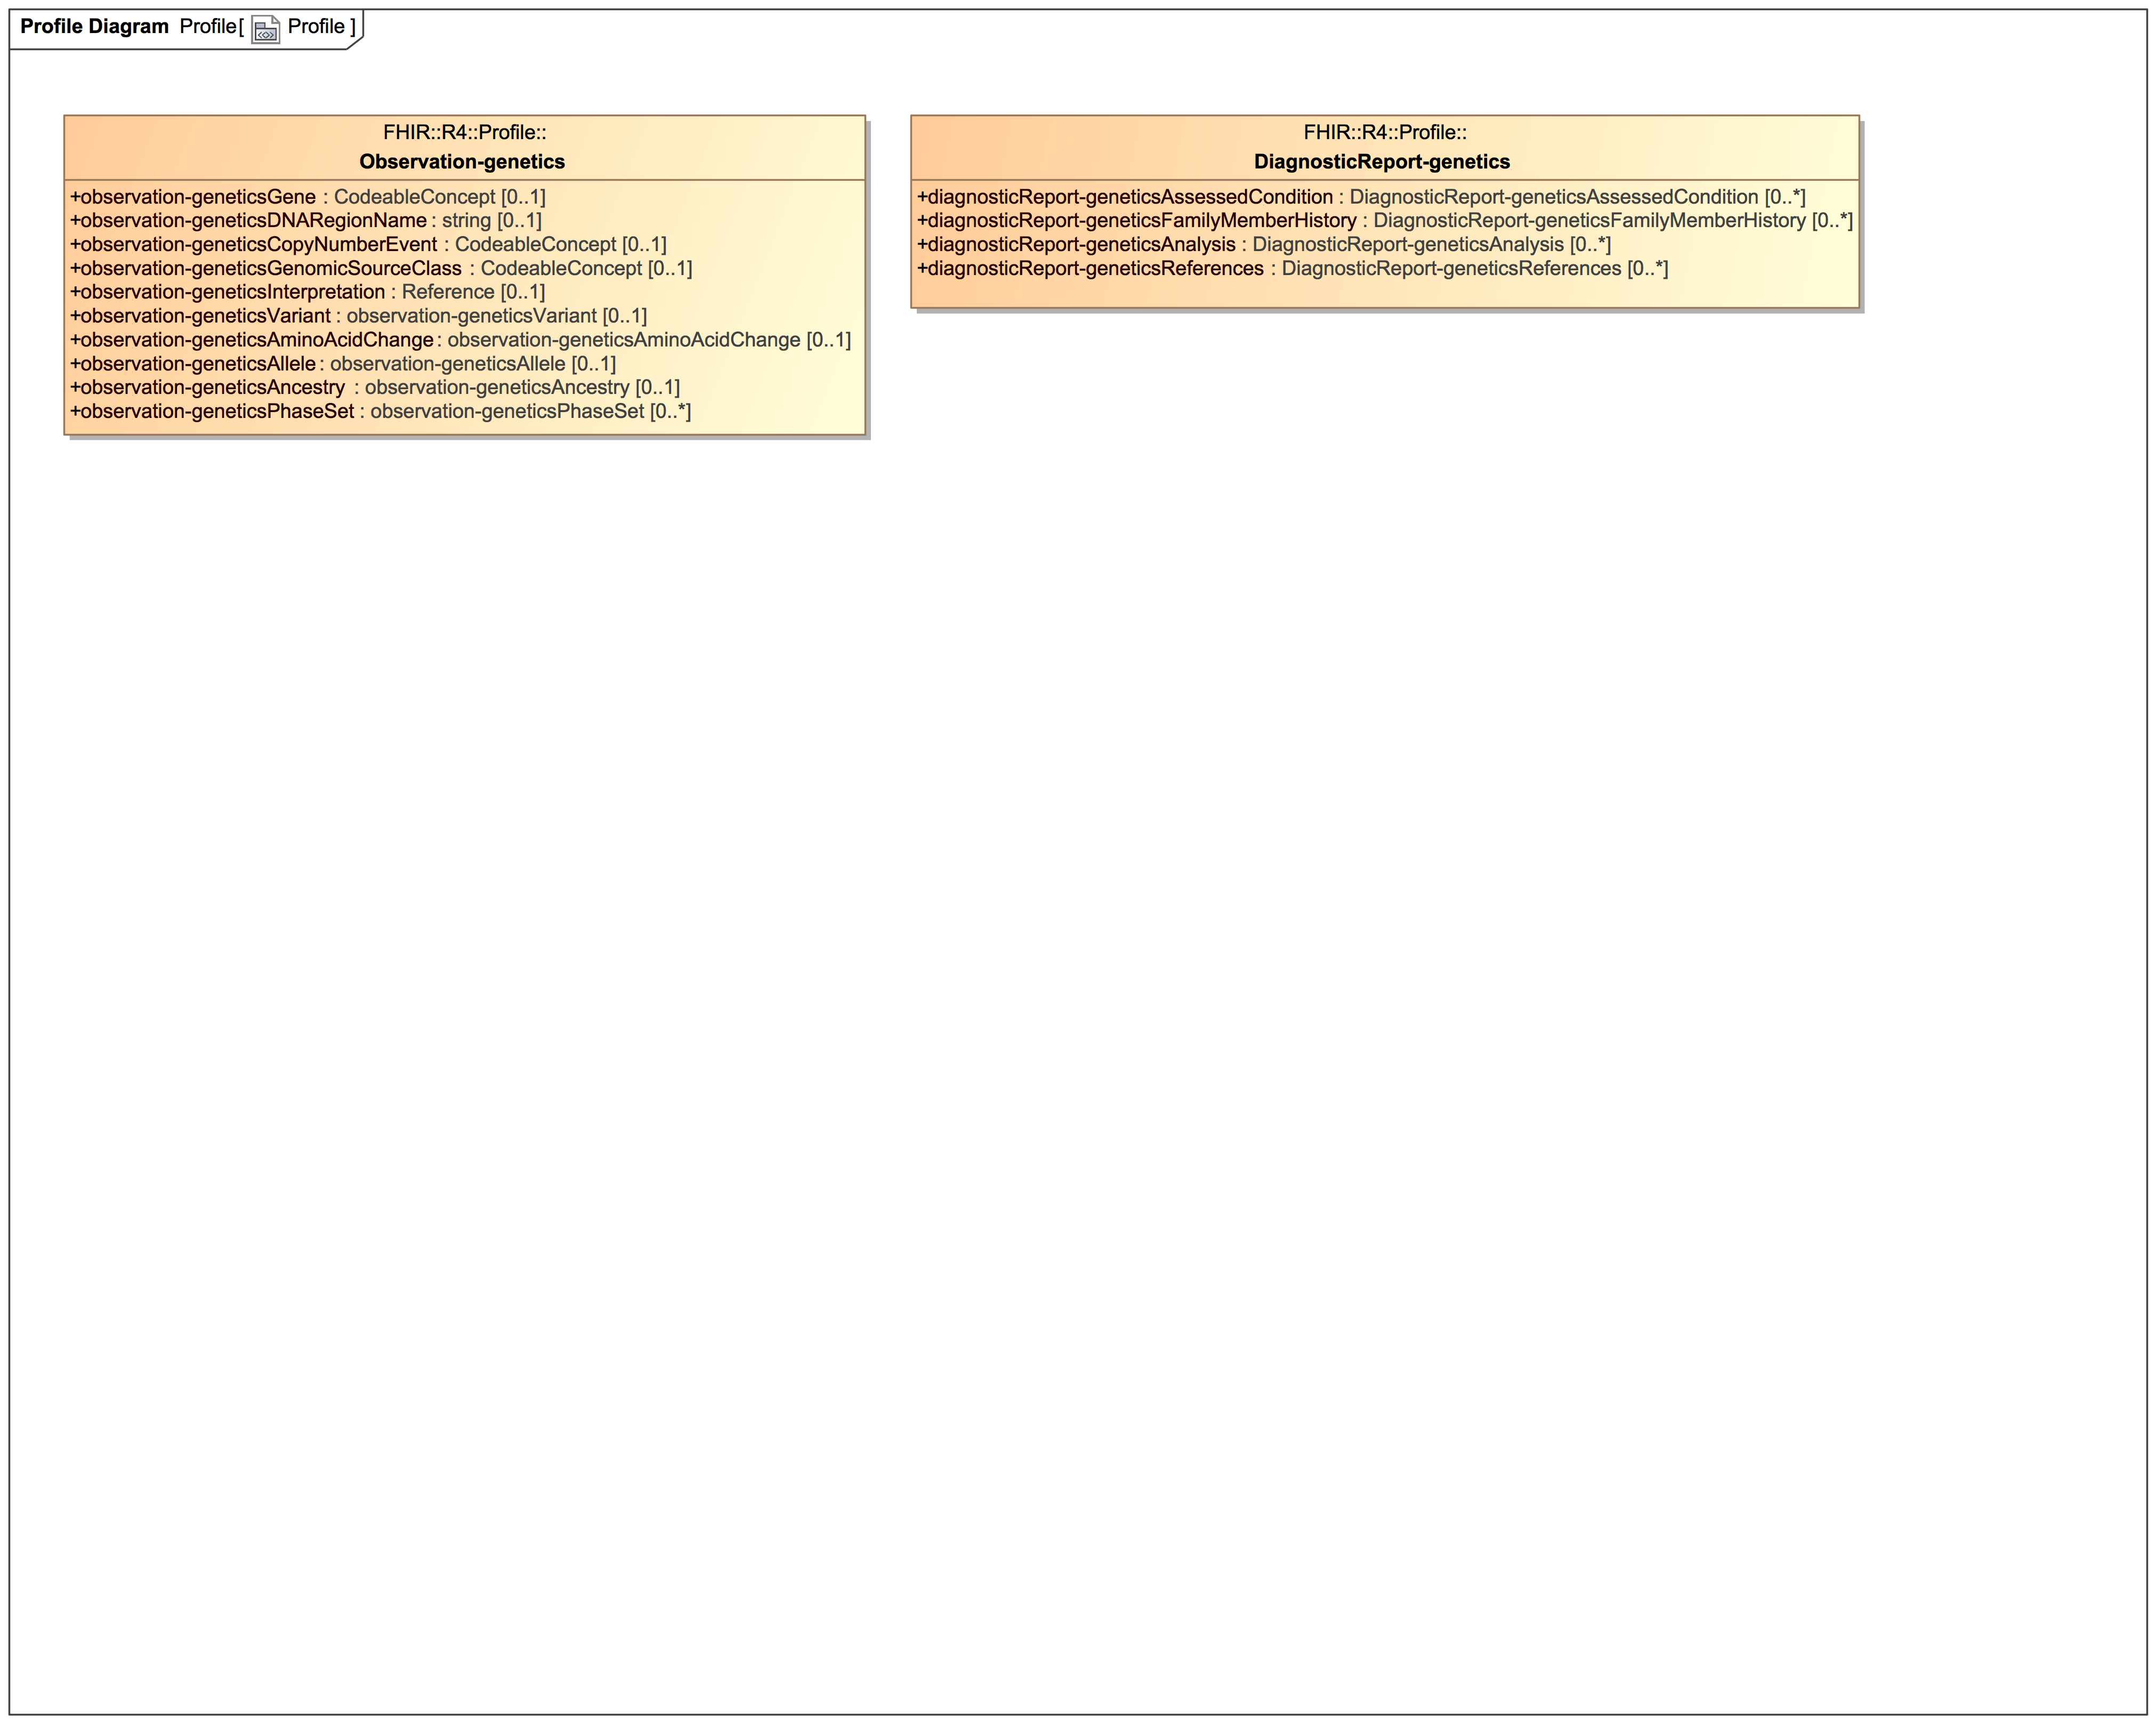 Profile Diagram Profile[ Profile ]
FHIR::R4::Profile::
Observation-genetics
+observation-geneticsGene : CodeableConcept [0..1]
+observation-geneticsDNARegionName : string [0..1]
+observation-geneticsCopyNumberEvent : CodeableConcept [0..1]
+observation-geneticsGenomicSourceClass : CodeableConcept [0..1]
+observation-geneticsInterpretation : Reference [0..1]
+observation-geneticsVariant : observation-geneticsVariant [0..1]
+observation-geneticsAminoAcidChange : observation-geneticsAminoAcidChange [0..1]
+observation-geneticsAllele : observation-geneticsAllele [0..1]
+observation-geneticsAncestry : observation-geneticsAncestry [0..1]
+observation-geneticsPhaseSet : observation-geneticsPhaseSet [0..*]
FHIR::R4::Profile::
DiagnosticReport-genetics
+diagnosticReport-geneticsAssessedCondition : DiagnosticReport-geneticsAssessedCondition [0..*]
+diagnosticReport-geneticsFamilyMemberHistory : DiagnosticReport-geneticsFamilyMemberHistory [0..*]
+diagnosticReport-geneticsAnalysis : DiagnosticReport-geneticsAnalysis [0..*]
+diagnosticReport-geneticsReferences : DiagnosticReport-geneticsReferences [0..*]